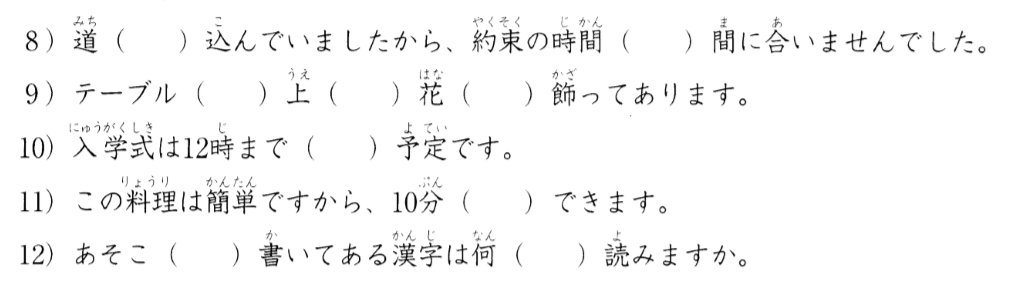 8）道（　　）込んでいましたから、約束の時間（　　）間に合いませんでした。
9）テーブル（　　）上（　　）花（　　）飾ってあります。
10）入学式は12時まで（　　）予定です。
11）この料理は簡単ですから、10分（　　）できます。
12）あそこ（　　）書いてある漢字は何（　　）読みますか。